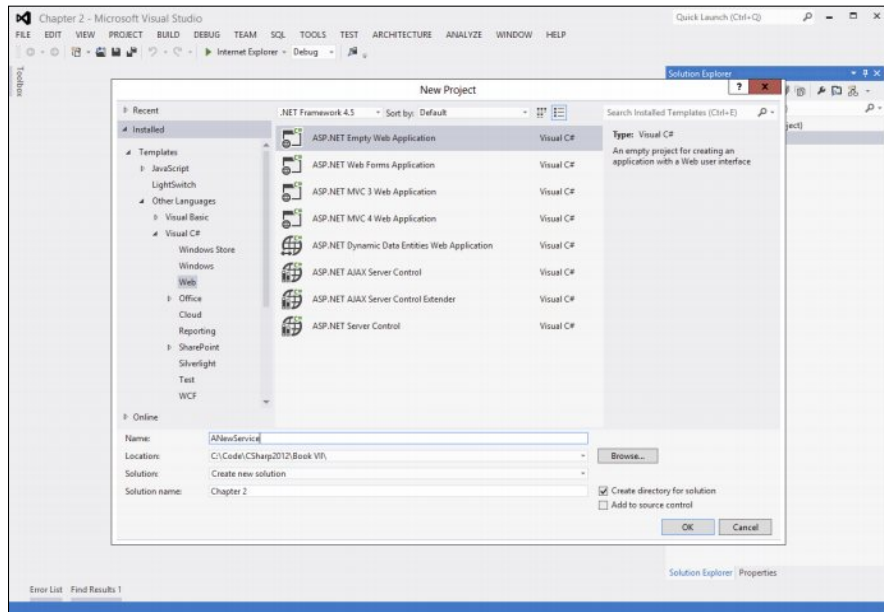 Chapter 2 - Microsoft Visual Studio
Quick Launch (Ctrl+Q)
FILE EDIT VIEW PROJECT BUILD DEBUG TEAM SQL TOOLS TEST ARCHITECTURE ANALYZE WINDOW HELP
Internet Explorer Debug
Toolbox
Solution Explorer
New Project
Recent
.NET Framework 4.5 Sort by: Default
Search Installed Templates (Ctrl+E)
Installed
Templates
JavaScript
LightSwitch
Other Languages
Visual Basic
Visual C#
Windows Store
Windows
Web
Office
Cloud
Reporting
SharePoint
Silverlight
Test
WCF
Online
ASP.NET Empty Web Application Visual C#
ASP.NET Web Forms Application Visual C#
ASP.NET MVC 3 Web Application Visual C#
ASP.NET MVC 4 Web Application Visual C#
ASP.NET Dynamic Data Entities Web Application Visual C#
ASP.NET AJAX Server Control Visual C#
ASP.NET AJAX Server Control Extender Visual C#
ASP.NET Server Control Visual C#
Type: Visual C#
An empty project for creating an
application with a Web user interface
ject)
Name: ANewService
Location: C:\Code\CSharp2012\Book VII\
Browse...
Solution: Create new solution
Solution name: Chapter 2
Create directory for solution
Add to source control
OK Cancel
Solution Explorer Properties
Error List Find Results 1